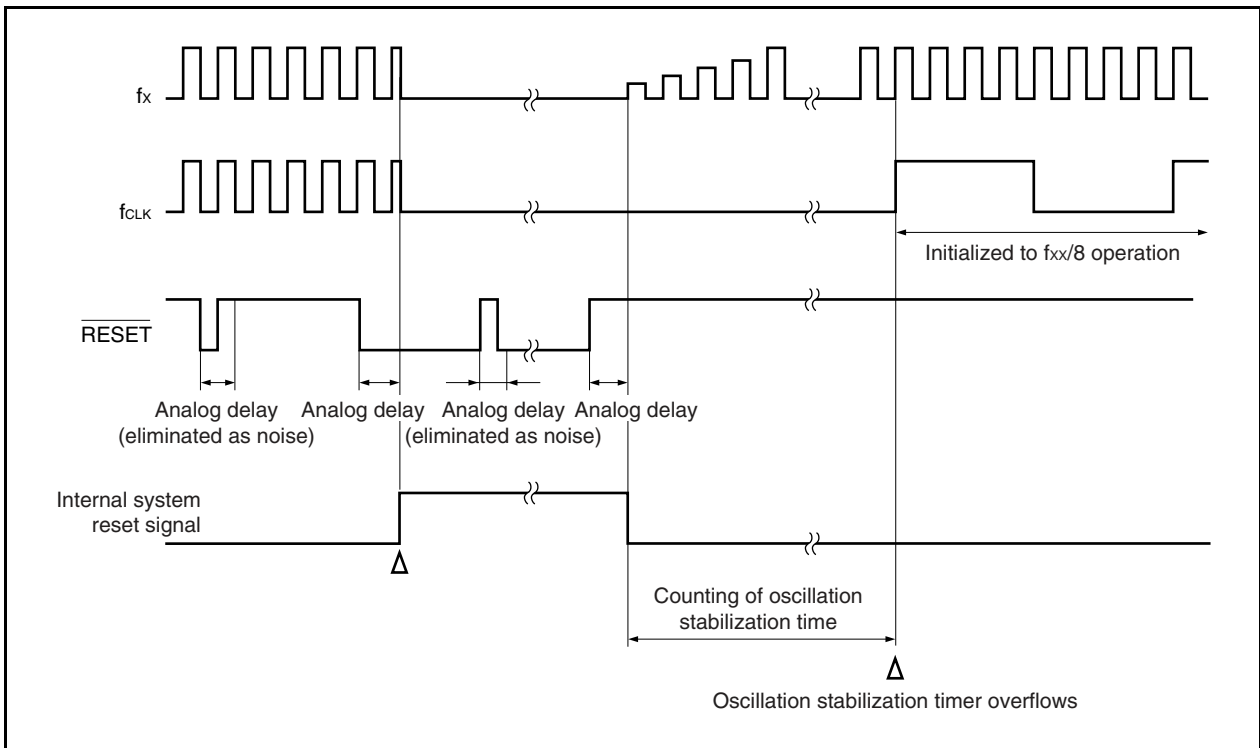 fX
fCLK
Initialized to fXX/8 operation
RESET
Analog delay
(eliminated as noise)
Analog delay
Analog delay
(eliminated as noise)
Analog delay
Internal system
reset signal
Counting of oscillation
stabilization time
Oscillation stabilization timer overflows